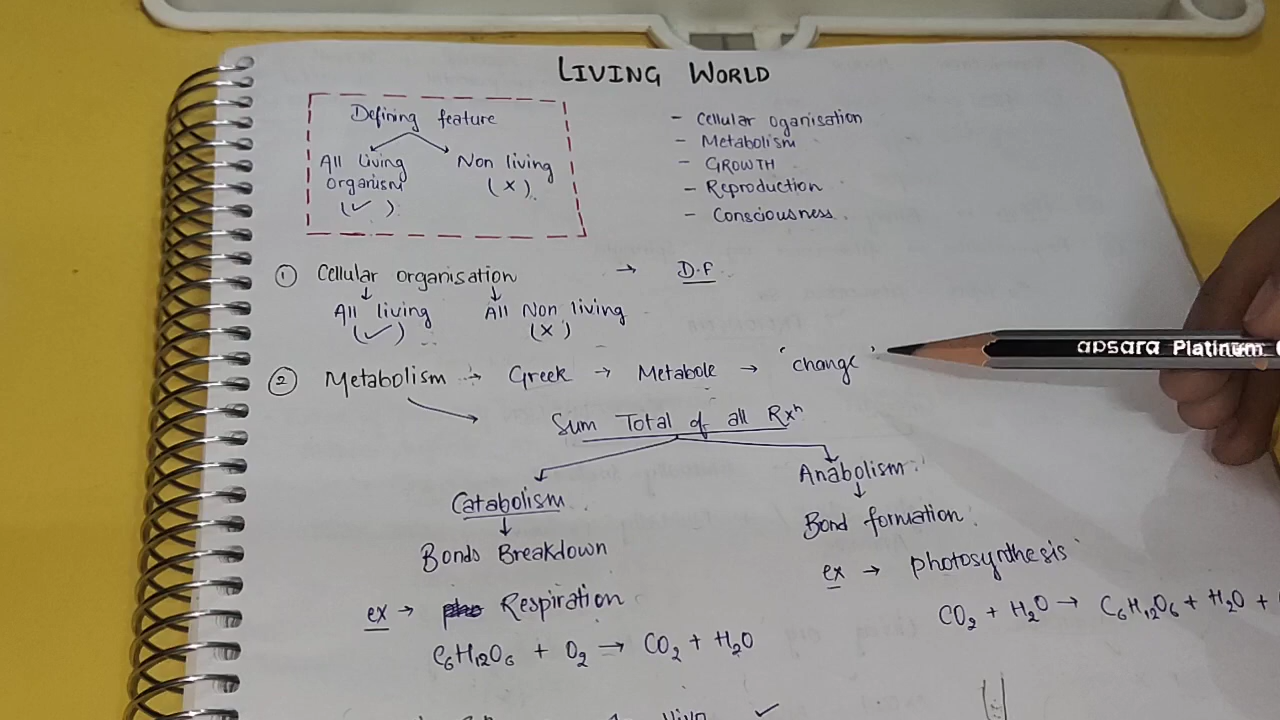 LIVING WORLD
Defining feature
All Living Organism (✓)
Non living (×)
- Cellular oganisation
- Metabolism
- GROWTH
- Reproduction
- Consciousness
① Cellular organisation → D.F
All living (✓)
All Non living (×)
② Metabolism → Greek → Metabole → 'change'
Sum Total of all Rxⁿ
Catabolism
Anabolism
Bonds Breakdown
Bond formation
ex → Respiration
ex → photosynthesis
C₆H₁₂O₆ + O₂ → CO₂ + H₂O
CO₂ + H₂O → C₆H₁₂O₆ + H₂O +
apsara Platinum